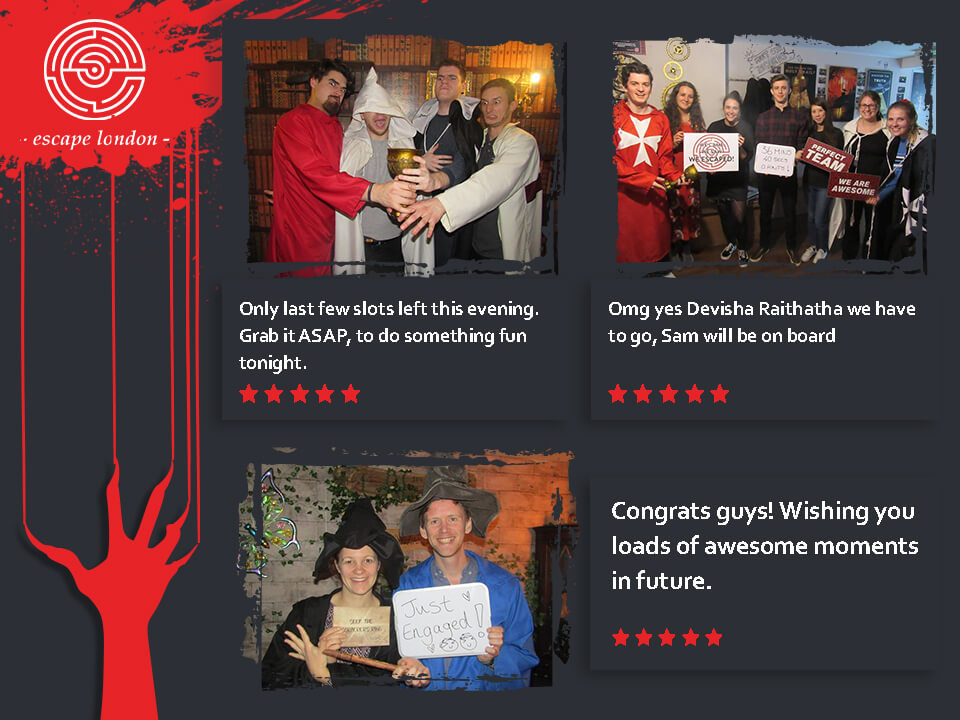 - escape london -
WE ESCAPED!
36 MINS
PERFECT
TEAM
WE ARE
AWESOME
Only last few slots left this evening.
Grab it ASAP, to do something fun
tonight.
Omg yes Devisha Raithatha we have
to go, Sam will be on board
Just
Engaged!
Congrats guys! Wishing you
loads of awesome moments
in future.